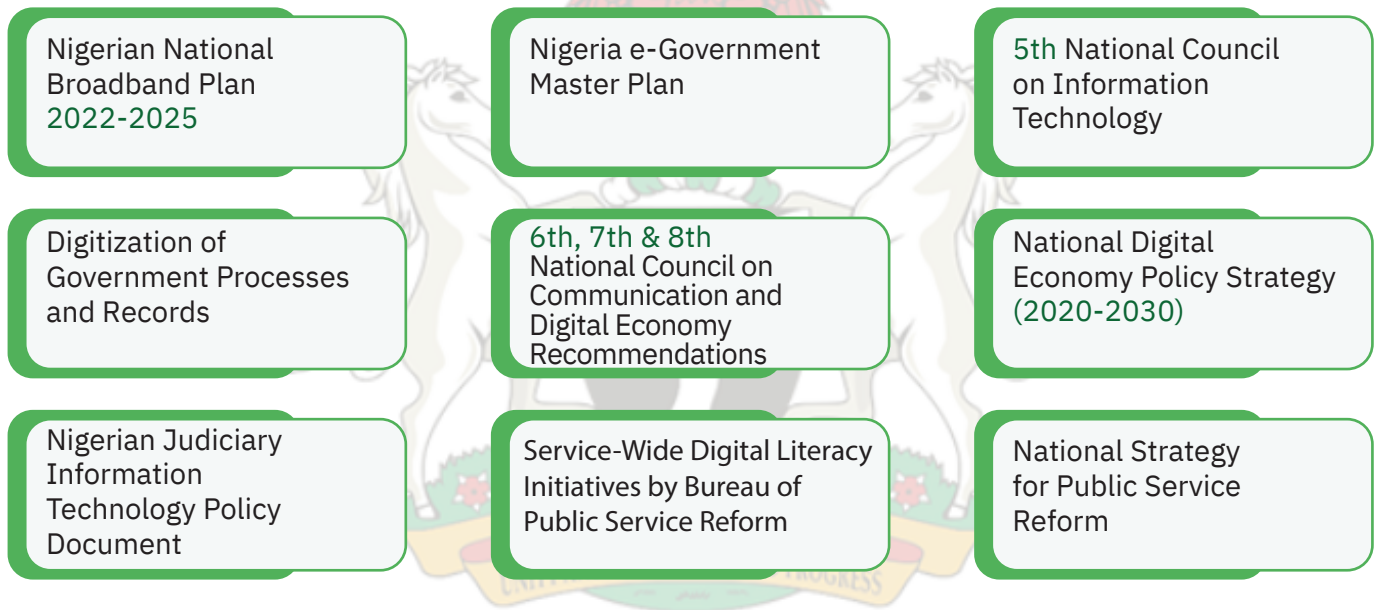 Nigerian National
Broadband Plan
2022-2025
Nigeria e-Government
Master Plan
5th National Council
on Information
Technology
Digitization of
Government Processes
and Records
6th, 7th & 8th
National Council on
Communication and
Digital Economy
Recommendations
National Digital
Economy Policy Strategy
(2020-2030)
Nigerian Judiciary
Information
Technology Policy
Document
Service-Wide Digital Literacy
Initiatives by Bureau of
Public Service Reform
National Strategy
for Public Service
Reform
PROGRESS